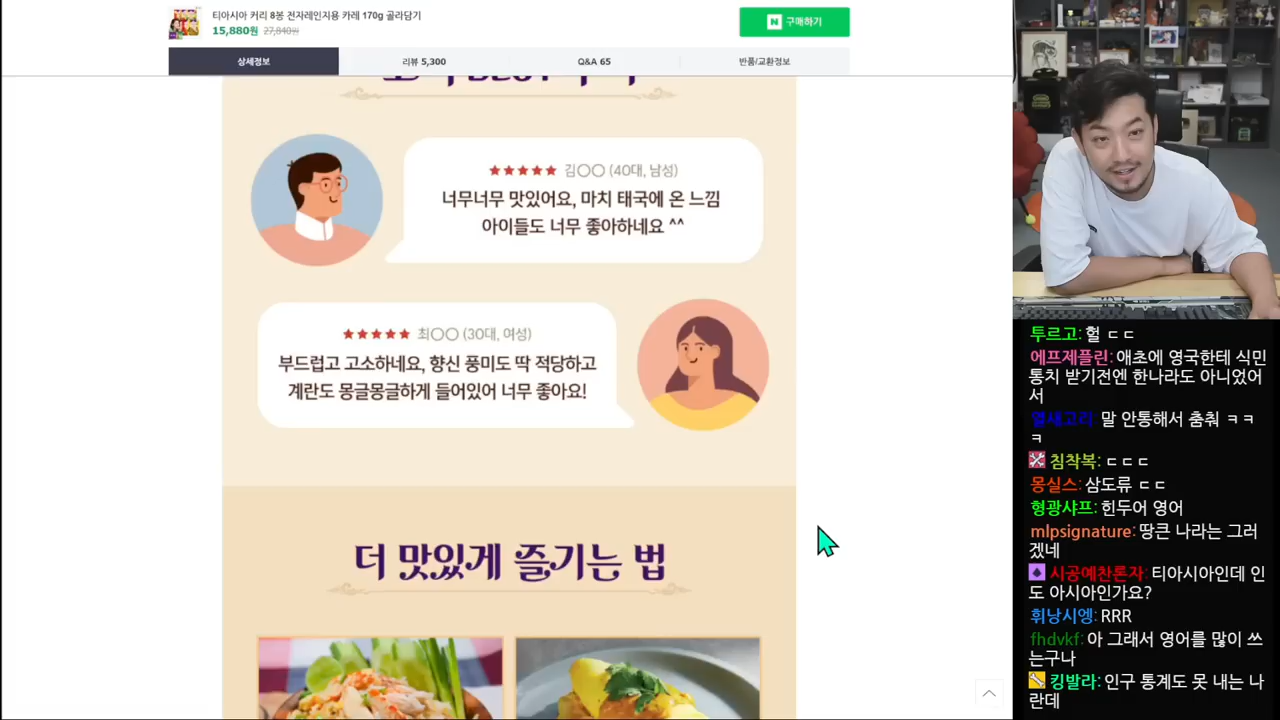 티아시아 커리 8봉 전자레인지용 카레 170g 골라담기
15,880원 27,840원
N 구매하기
상세정보
리뷰 5,300
Q&A 65
반품/교환정보
★★★★★ 김○○ (40대, 남성)
너무너무 맛있어요, 마치 태국에 온 느낌
아이들도 너무 좋아하네요 ^^
★★★★★ 최○○ (30대, 여성)
부드럽고 고소하네요, 향신 풍미도 딱 적당하고
계란도 몽글몽글하게 들어있어 너무 좋아요!
더 맛있게 즐기는 법
투르고: 헐 ㄷㄷ
에프제플린: 애초에 영국한테 식민
통치 받기전엔 한나라도 아니었어
서
열새고리: 말 안통해서 춤춰 ㅋㅋ
ㅋ
침착복: ㄷㄷㄷ
몽실스: 삼도류 ㄷㄷ
형광샤프: 힌두어 영어
mlpsignature: 땅큰 나라는 그러
겠네
시공예찬론자: 티아시아인데 인
도 아시아인가요?
휘낭시엥: RRR
fhdvkf: 아 그래서 영어를 많이 쓰
는구나
킹발라: 인구 통계도 못 내는 나
란데